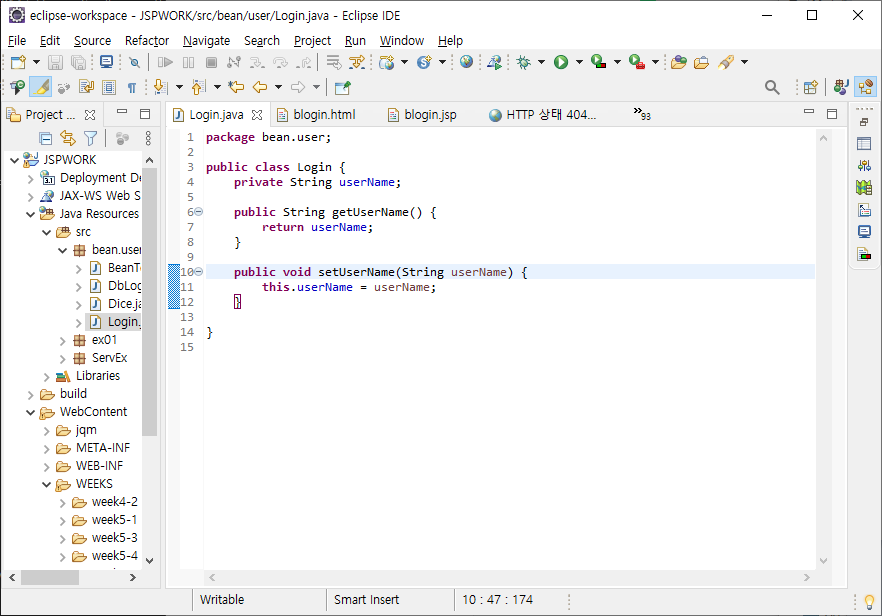 eclipse-workspace - JSPWORK/src/bean/user/Login.java - Eclipse IDE
File Edit Source Refactor Navigate Search Project Run Window Help
Project ...
Login.java blogin.html blogin.jsp HTTP 상태 404... »93
JSPWORK
Deployment De
JAX-WS Web S
Java Resources
src
bean.user
BeanTe
DbLog
Dice.ja
Login.
ex01
ServEx
Libraries
build
WebContent
jqm
META-INF
WEB-INF
WEEKS
week4-2
week5-1
week5-3
week5-4
1 package bean.user;
2
3 public class Login {
4 private String userName;
5
6 public String getUserName() {
7 return userName;
8 }
9
10 public void setUserName(String userName) {
11 this.userName = userName;
12 }
13
14 }
15
Writable Smart Insert 10 : 47 : 174